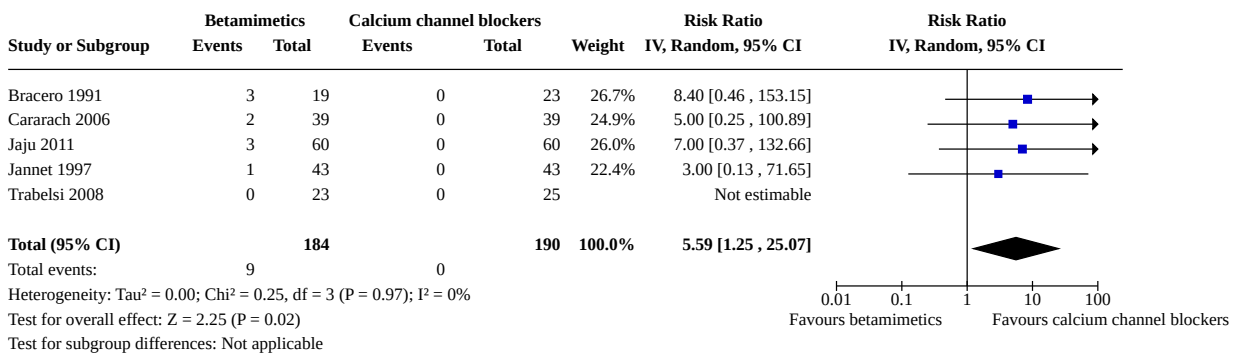 Betamimetics Calcium channel blockers Risk Ratio Risk Ratio
Study or Subgroup Events Total Events Total Weight IV, Random, 95% CI IV, Random, 95% CI
Bracero 1991 3 19 0 23 26.7% 8.40 [0.46 , 153.15]
Cararach 2006 2 39 0 39 24.9% 5.00 [0.25 , 100.89]
Jaju 2011 3 60 0 60 26.0% 7.00 [0.37 , 132.66]
Jannet 1997 1 43 0 43 22.4% 3.00 [0.13 , 71.65]
Trabelsi 2008 0 23 0 25 Not estimable
Total (95% CI) 184 190 100.0% 5.59 [1.25 , 25.07]
Total events: 9 0
Heterogeneity: Tau² = 0.00; Chi² = 0.25, df = 3 (P = 0.97); I² = 0%
0.01 0.1 1 10 100
Test for overall effect: Z = 2.25 (P = 0.02) Favours betamimetics Favours calcium channel blockers
Test for subgroup differences: Not applicable